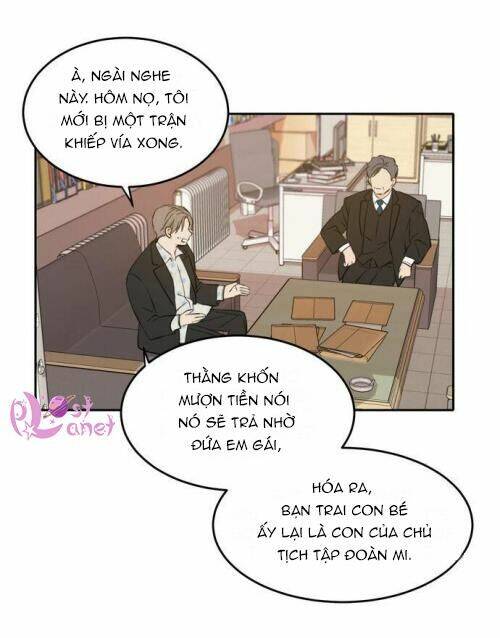 À, NGÀI NGHE
NÀY. HÔM NỌ, TÔI
MỚI BỊ MỘT TRẬN
KHIẾP VÍA XONG.
THẰNG KHỐN
MƯỢN TIỀN NÓI
NÓ SẼ TRẢ NHỜ
ĐỨA EM GÁI,
Lost
Planet
HÓA RA,
BẠN TRAI CON BÉ
ẤY LẠI LÀ CON CỦA CHỦ
TỊCH TẬP ĐOÀN MI.